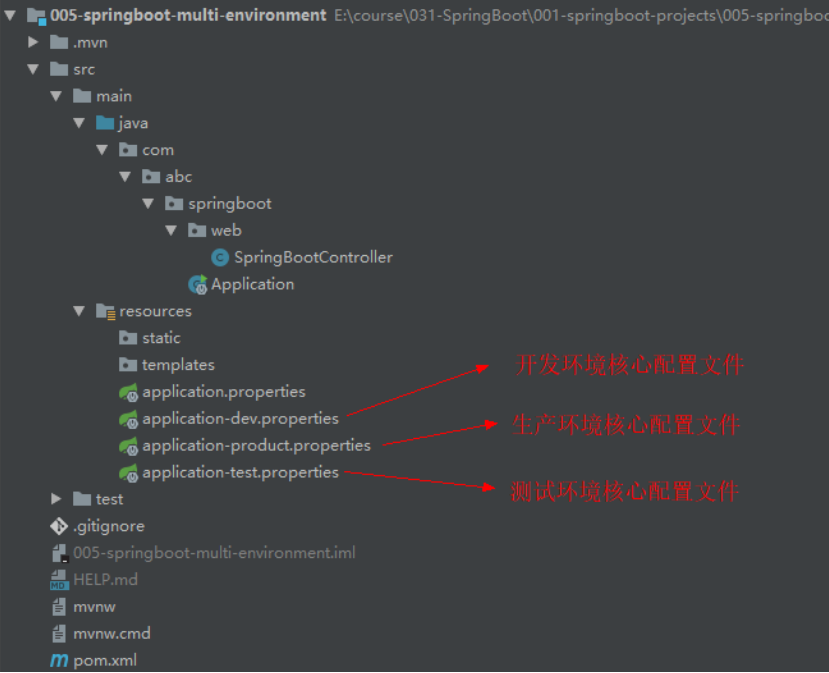 005-springboot-multi-environment E:\course\031-SpringBoot\001-springboot-projects\005-springboo
.mvn
src
main
java
com
abc
springboot
web
C SpringBootController
Application
resources
static
templates
开发环境核心配置文件
application.properties
application-dev.properties
生产环境核心配置文件
application-product.properties
application-test.properties
测试环境核心配置文件
test
.gitignore
005-springboot-multi-environment.iml
MD HELP.md
mvnw
mvnw.cmd
m pom.xml